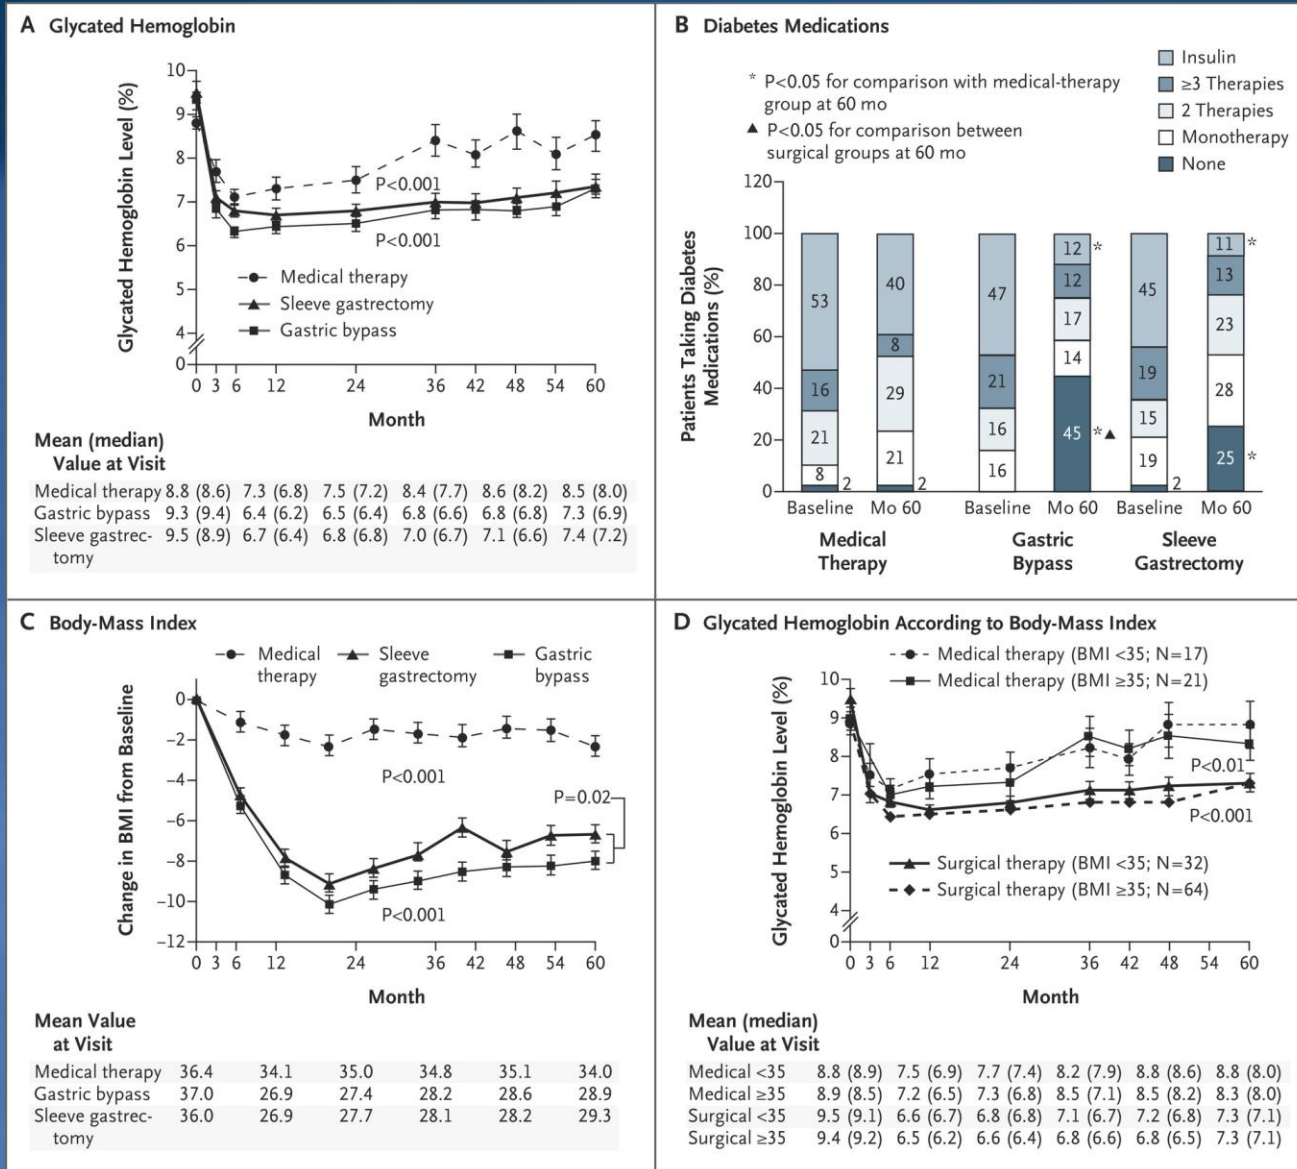 A Glycated Hemoglobin
Glycated Hemoglobin Level (%)
10
9
8
7
6
5
4
0
P<0.001
P<0.001
Medical therapy
Sleeve gastrectomy
Gastric bypass
0 3 6 12 24 36 42 48 54 60
Month
Mean (median)
Value at Visit
Medical therapy 8.8 (8.6) 7.3 (6.8) 7.5 (7.2) 8.4 (7.7) 8.6 (8.2) 8.5 (8.0)
Gastric bypass 9.3 (9.4) 6.4 (6.2) 6.5 (6.4) 6.8 (6.6) 6.8 (6.8) 7.3 (6.9)
Sleeve gastrec- 9.5 (8.9) 6.7 (6.4) 6.8 (6.8) 7.0 (6.7) 7.1 (6.6) 7.4 (7.2)
tomy
B Diabetes Medications
Insulin
≥3 Therapies
2 Therapies
Monotherapy
None
* P<0.05 for comparison with medical-therapy
group at 60 mo
▲ P<0.05 for comparison between
surgical groups at 60 mo
Patients Taking Diabetes
Medications (%)
120
100
80
60
40
20
0
53
16
21
8
2
40
8
29
21
2
47
21
16
16
12 *
12
17
14
45 * ▲
45
19
15
19
2
11 *
13
23
28
25 *
Baseline Mo 60 Baseline Mo 60 Baseline Mo 60
Medical Gastric Sleeve
Therapy Bypass Gastrectomy
C Body-Mass Index
Medical Sleeve Gastric
therapy gastrectomy bypass
Change in BMI from Baseline
0
−2
−4
−6
−8
−10
−12
P<0.001
P=0.02
P<0.001
0 3 6 12 24 36 42 48 54 60
Month
Mean Value
at Visit
Medical therapy 36.4 34.1 35.0 34.8 35.1 34.0
Gastric bypass 37.0 26.9 27.4 28.2 28.6 28.9
Sleeve gastrec- 36.0 26.9 27.7 28.1 28.2 29.3
tomy
D Glycated Hemoglobin According to Body-Mass Index
Medical therapy (BMI <35; N=17)
Medical therapy (BMI ≥35; N=21)
Glycated Hemoglobin Level (%)
10
9
8
7
6
5
4
0
P<0.01
P<0.001
Surgical therapy (BMI <35; N=32)
Surgical therapy (BMI ≥35; N=64)
0 3 6 12 24 36 42 48 54 60
Month
Mean (median)
Value at Visit
Medical <35 8.8 (8.9) 7.5 (6.9) 7.7 (7.4) 8.2 (7.9) 8.8 (8.6) 8.8 (8.0)
Medical ≥35 8.9 (8.5) 7.2 (6.5) 7.3 (6.8) 8.5 (7.1) 8.5 (8.2) 8.3 (8.0)
Surgical <35 9.5 (9.1) 6.6 (6.7) 6.8 (6.8) 7.1 (6.7) 7.2 (6.8) 7.3 (7.1)
Surgical ≥35 9.4 (9.2) 6.5 (6.2) 6.6 (6.4) 6.8 (6.6) 6.8 (6.5) 7.3 (7.1)